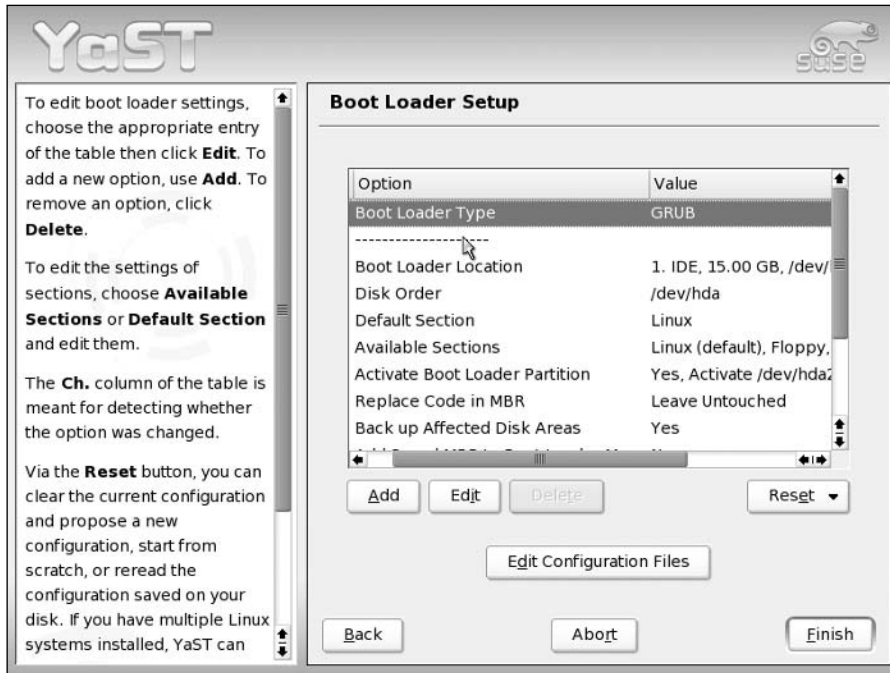 YaST
suse
To edit boot loader settings,
choose the appropriate entry
of the table then click Edit. To
add a new option, use Add. To
remove an option, click
Delete.
To edit the settings of
sections, choose Available
Sections or Default Section
and edit them.
The Ch. column of the table is
meant for detecting whether
the option was changed.
Via the Reset button, you can
clear the current configuration
and propose a new
configuration, start from
scratch, or reread the
configuration saved on your
disk. If you have multiple Linux
systems installed, YaST can
Boot Loader Setup
Option Value
Boot Loader Type GRUB
--------------------
Boot Loader Location 1. IDE, 15.00 GB, /dev/
Disk Order /dev/hda
Default Section Linux
Available Sections Linux (default), Floppy,
Activate Boot Loader Partition Yes, Activate /dev/hda2
Replace Code in MBR Leave Untouched
Back up Affected Disk Areas Yes
Add Edit Delete Reset
Edit Configuration Files
Back Abort Finish